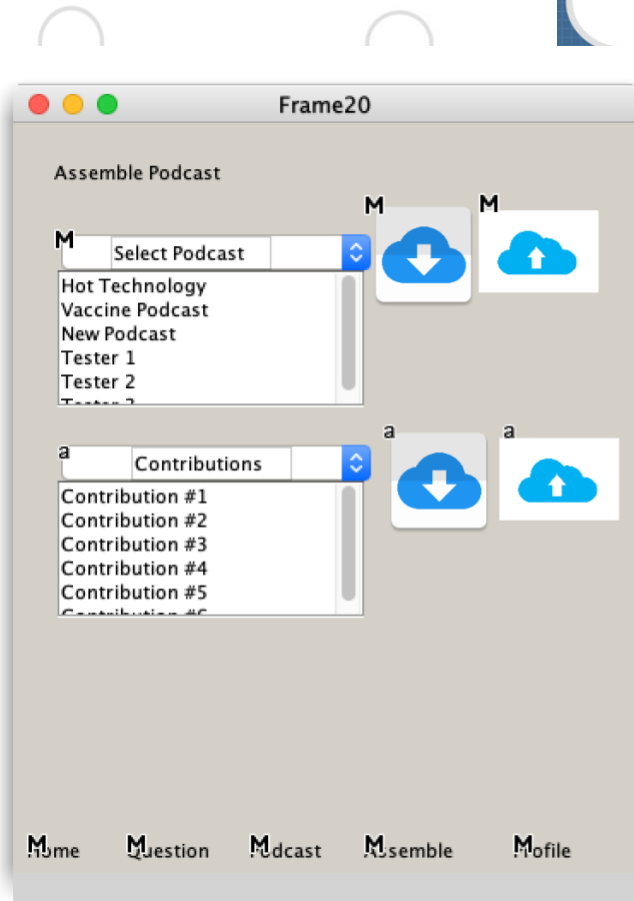 Frame20
Assemble Podcast
M
M
M
Select Podcast
Hot Technology
Vaccine Podcast
New Podcast
Tester 1
Tester 2
a
a
a
Contributions
Contribution #1
Contribution #2
Contribution #3
Contribution #4
Contribution #5
M M M M M